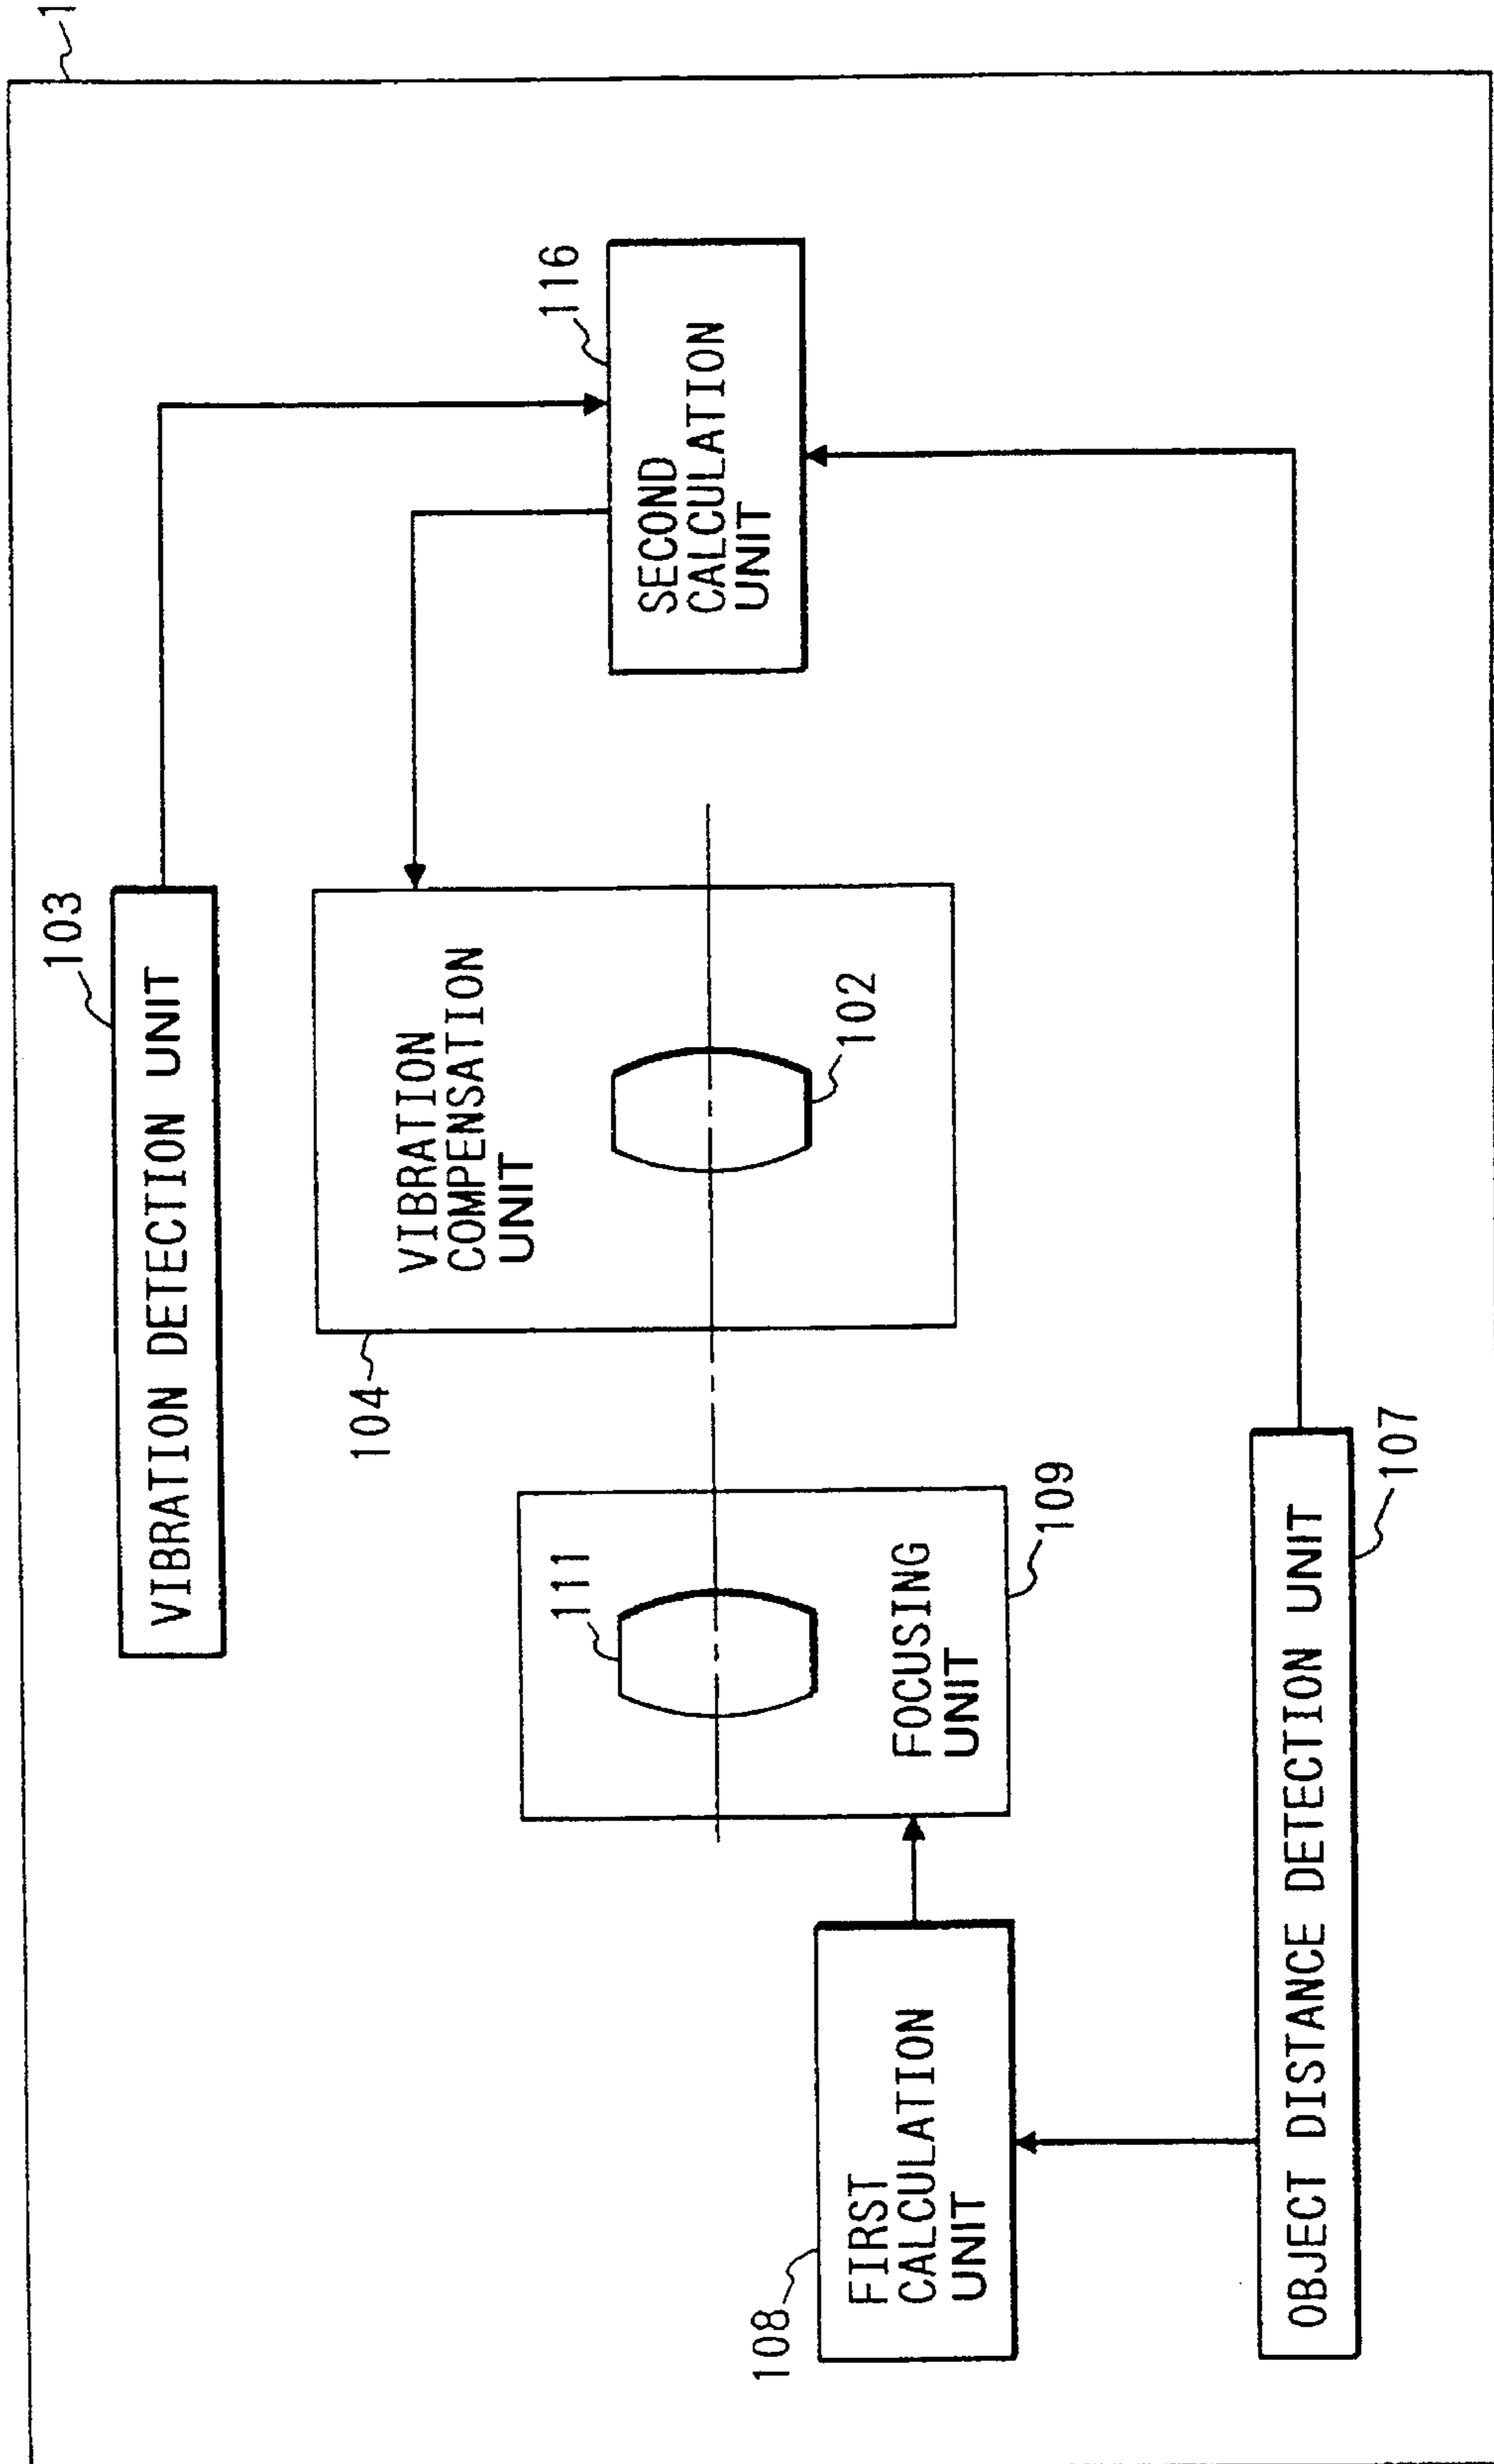 1
103
VIBRATION DETECTION UNIT
104
VIBRATION
COMPENSATION
UNIT
102
116
SECOND
CALCULATION
UNIT
111
FOCUSING
UNIT
109
108
FIRST
CALCULATION
UNIT
OBJECT DISTANCE DETECTION UNIT
107